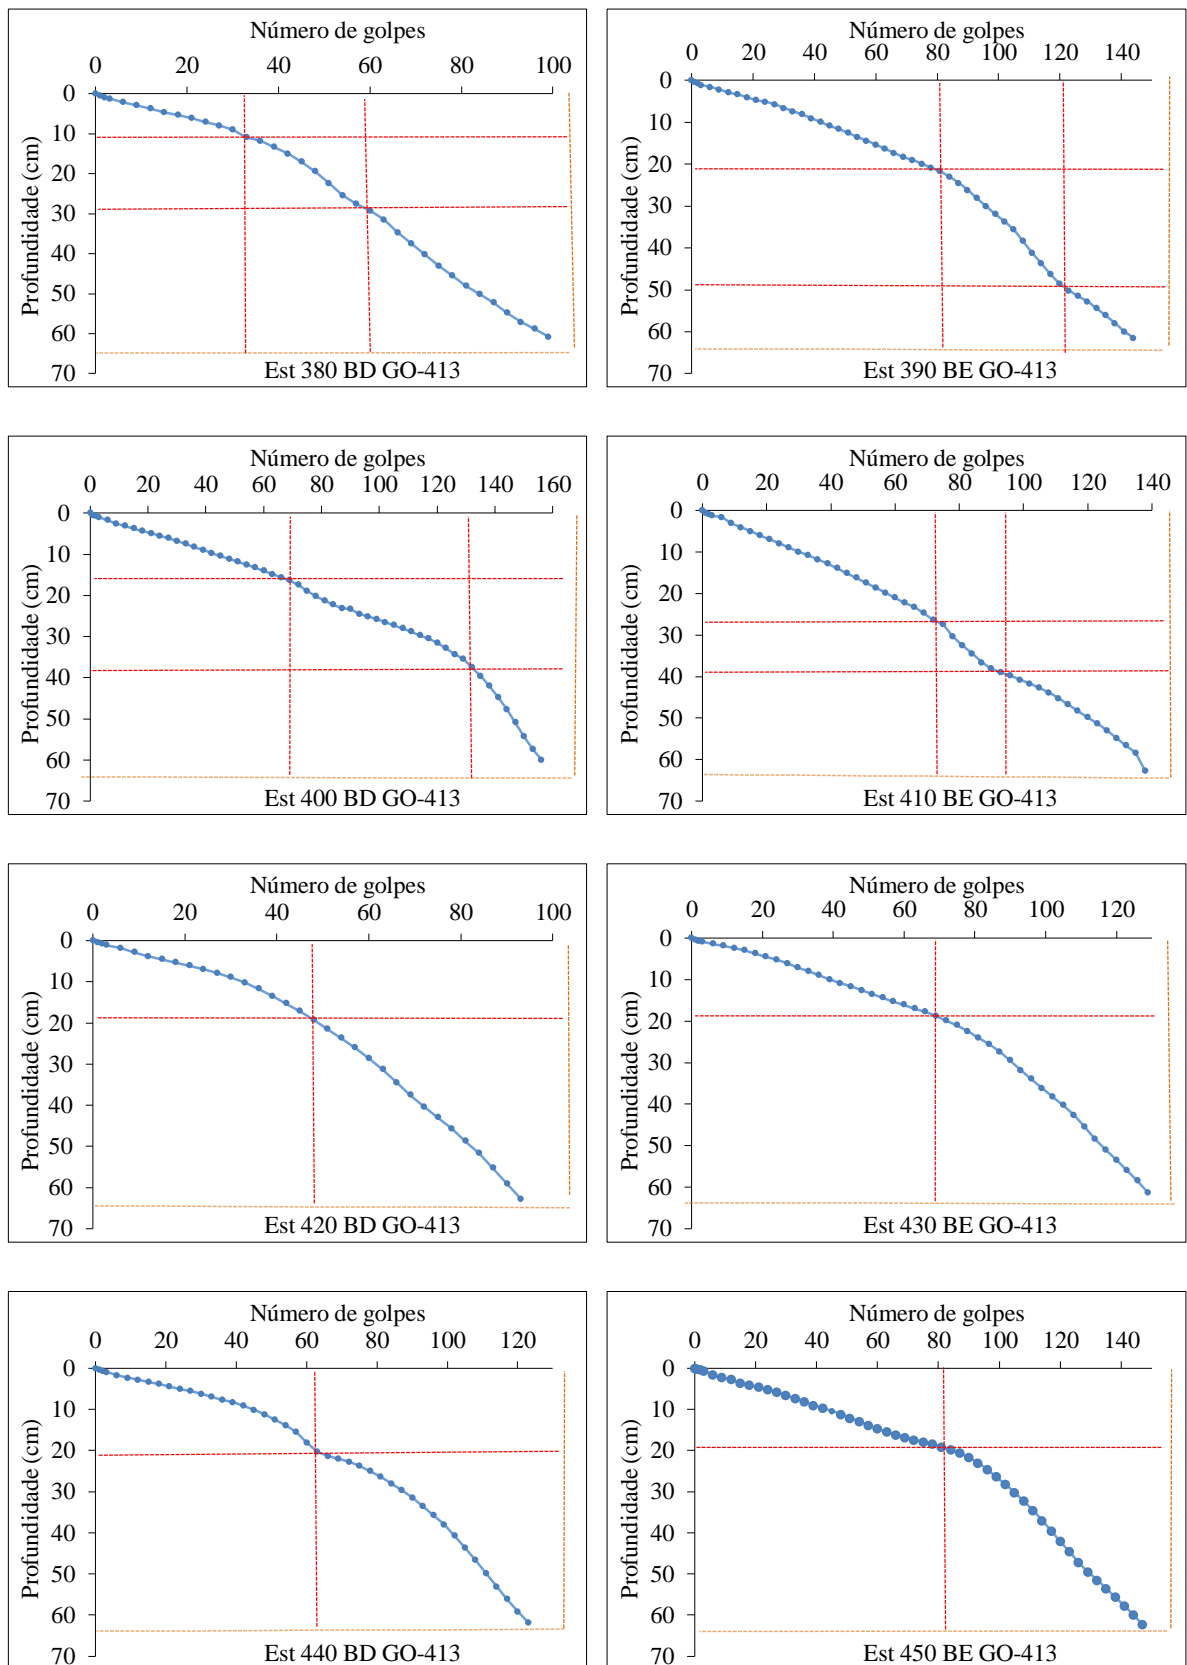 Número de golpes
0 20 40 60 80 100
Profundidade (cm)
0
10
20
30
40
50
60
70
Est 380 BD GO-413
Número de golpes
0 20 40 60 80 100 120 140
Profundidade (cm)
0
10
20
30
40
50
60
70
Est 390 BE GO-413
Número de golpes
0 20 40 60 80 100 120 140 160
Profundidade (cm)
0
10
20
30
40
50
60
70
Est 400 BD GO-413
Número de golpes
0 20 40 60 80 100 120 140
Profundidade (cm)
0
10
20
30
40
50
60
70
Est 410 BE GO-413
Número de golpes
0 20 40 60 80 100
Profundidade (cm)
0
10
20
30
40
50
60
70
Est 420 BD GO-413
Número de golpes
0 20 40 60 80 100 120
Profundidade (cm)
0
10
20
30
40
50
60
70
Est 430 BE GO-413
Número de golpes
0 20 40 60 80 100 120
Profundidade (cm)
0
10
20
30
40
50
60
70
Est 440 BD GO-413
Número de golpes
0 20 40 60 80 100 120 140
Profundidade (cm)
0
10
20
30
40
50
60
70
Est 450 BE GO-413